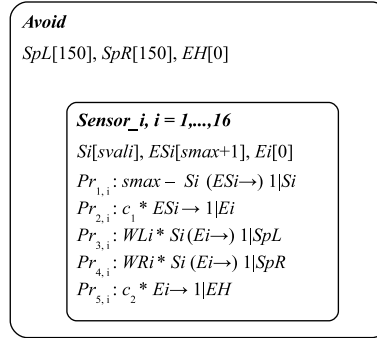 Avoid
SpL[150], SpR[150], EH[0]
Sensor_i, i = 1,...,16
Si[svali], ESi[smax+1], Ei[0]
Pr1,i: smax – Si (ESi→) 1|Si
Pr2,i: c1 * ESi → 1|Ei
Pr3,i: WLi* Si (Ei→) 1|SpL
Pr4,i: WRi* Si (Ei→) 1|SpR
Pr5,i: c2 * Ei→ 1|EH